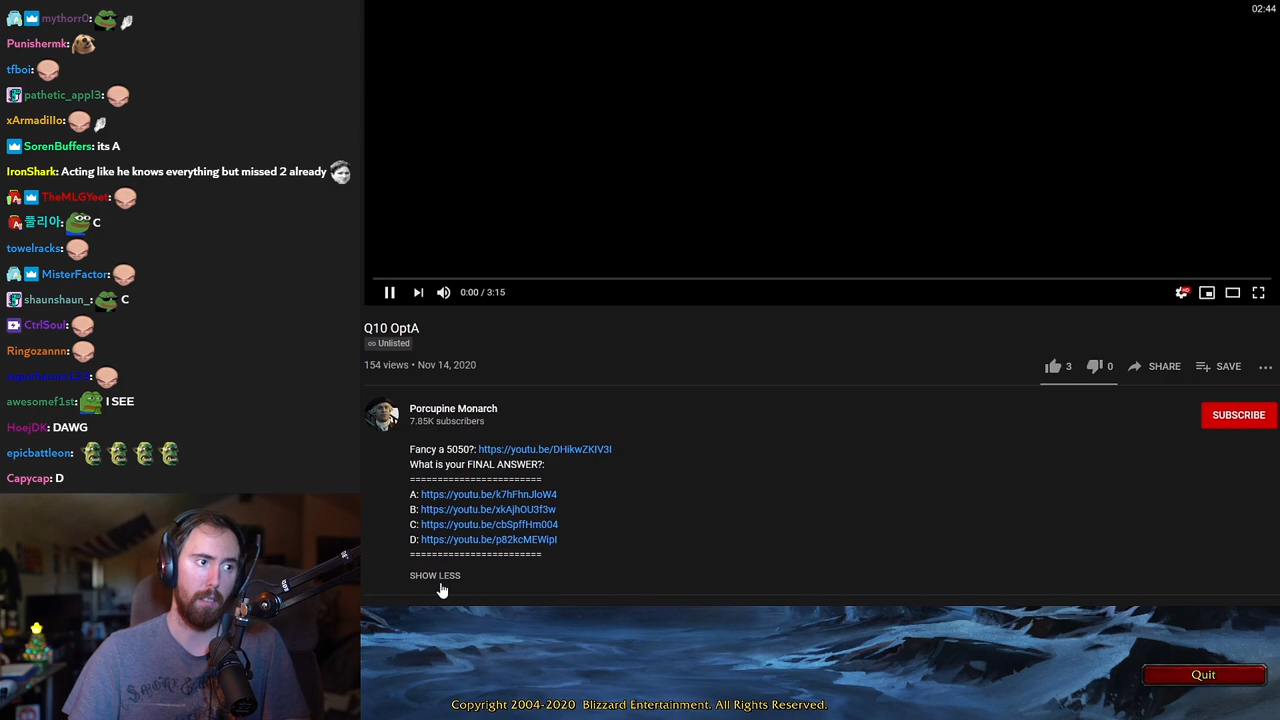 mythorr0:
Punishermk:
tfboi:
pathetic_appl3:
xArmadillo:
SorenBuffers: its A
IronShark: Acting like he knows everything but missed 2 already
TheMLGYeet:
풀리아: C
towelracks:
MisterFactor:
shaunshaun_: C
CtrlSoul:
Ringozannn:
awesomef1st: I SEE
HoejDK: DAWG
epicbattleon:
Capycap: D
02:44
0:00 / 3:15
HD
Q10 OptA
Unlisted
154 views • Nov 14, 2020
3
0
SHARE
SAVE
Porcupine Monarch
7.85K subscribers
SUBSCRIBE
Fancy a 5050?: https://youtu.be/DHikwZKIV3I
What is your FINAL ANSWER?:
========================
A: https://youtu.be/k7hFhnJloW4
B: https://youtu.be/xkAjhOU3f3w
C: https://youtu.be/cbSpffHm004
D: https://youtu.be/p82kcMEWipI
========================
SHOW LESS
Quit
Copyright 2004-2020 Blizzard Entertainment. All Rights Reserved.